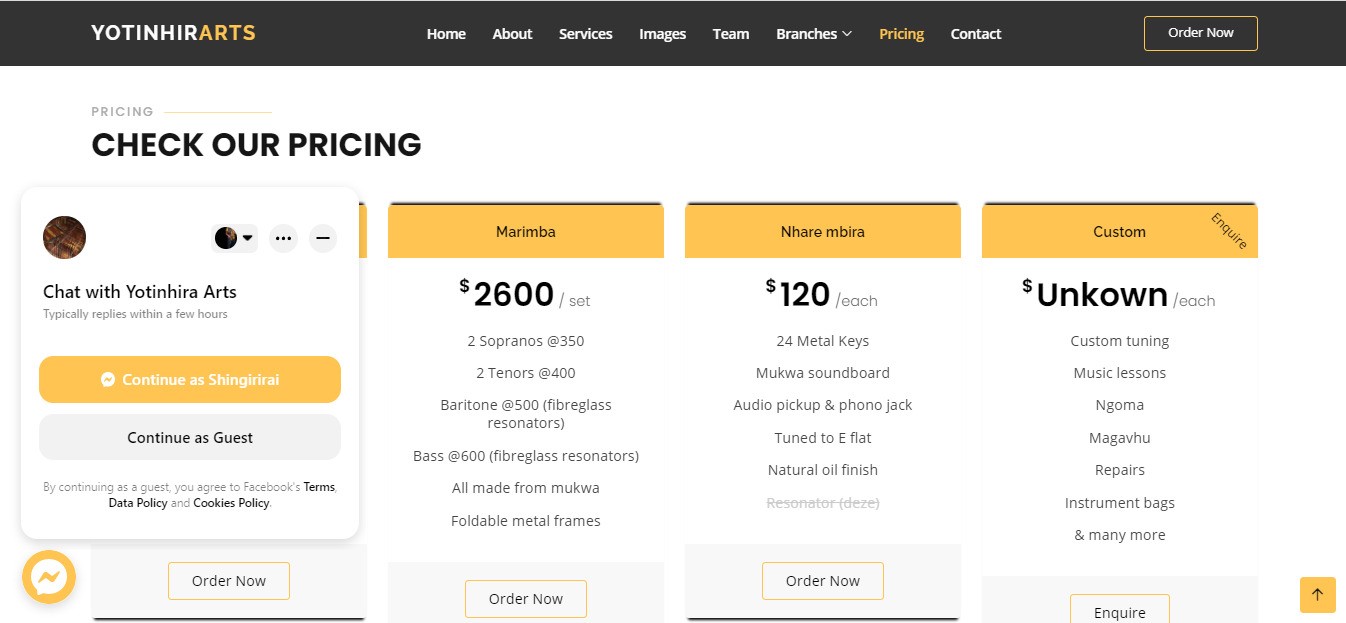 YOTINHIRARTS
Home About Services Images Team Branches Pricing Contact
Order Now
PRICING
CHECK OUR PRICING
Chat with Yotinhira Arts
Typically replies within a few hours
Continue as Shingirirai
Continue as Guest
By continuing as a guest, you agree to Facebook's Terms,
Data Policy and Cookies Policy.
Order Now
Marimba
$2600 / set
2 Sopranos @350
2 Tenors @400
Baritone @500 (fibreglass
resonators)
Bass @600 (fibreglass resonators)
All made from mukwa
Foldable metal frames
Order Now
Nhare mbira
$120 /each
24 Metal Keys
Mukwa soundboard
Audio pickup & phono jack
Tuned to E flat
Natural oil finish
Resonator (deze)
Order Now
Custom
Enquire
$Unkown /each
Custom tuning
Music lessons
Ngoma
Magavhu
Repairs
Instrument bags
& many more
Enquire